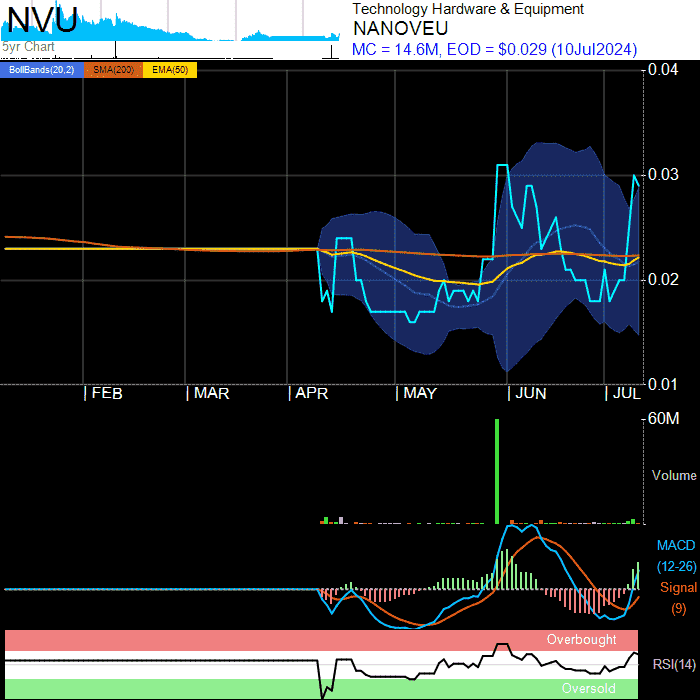 NVU
5yr Chart
Technology Hardware & Equipment
NANOVEU
MC = 14.6M, EOD = $0.029 (10Jul2024)
BollBands(20,2) SMA(200) EMA(50)
0.04
0.03
0.02
0.01
FEB MAR APR MAY JUN JUL
60M
Volume
MACD
(12-26)
Signal
(9)
Overbought
RSI(14)
Oversold